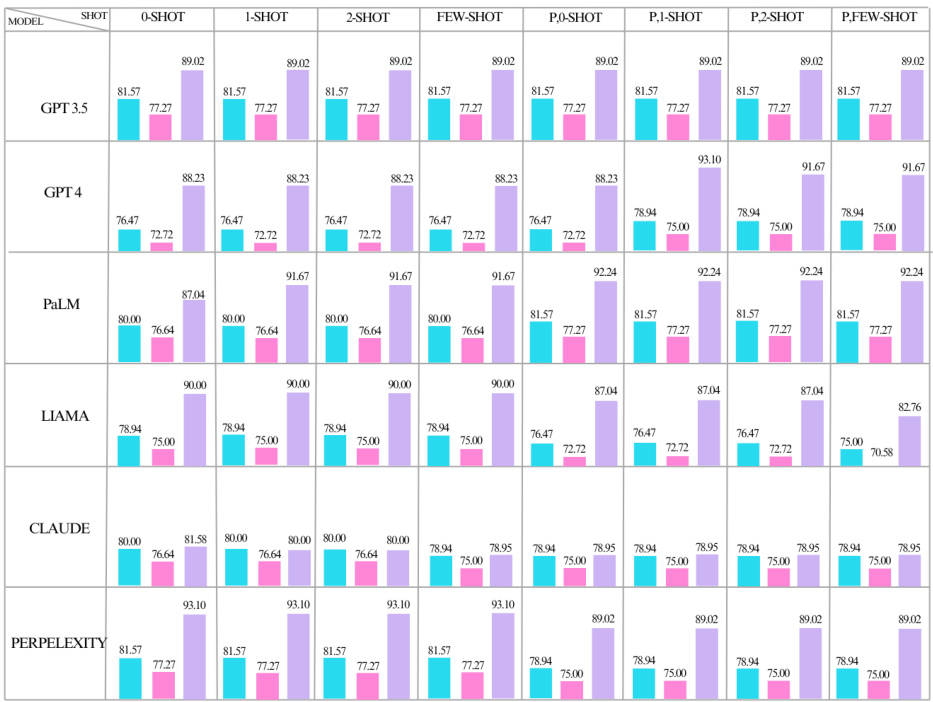 MODEL SHOT 0-SHOT 1-SHOT 2-SHOT FEW-SHOT P,0-SHOT P,1-SHOT P,2-SHOT P,FEW-SHOT
GPT 3.5 81.57 77.27 89.02 81.57 77.27 89.02 81.57 77.27 89.02 81.57 77.27 89.02 81.57 77.27 89.02 81.57 77.27 89.02 81.57 77.27 89.02 81.57 77.27 89.02
GPT 4 76.47 72.72 88.23 76.47 72.72 88.23 76.47 72.72 88.23 76.47 72.72 88.23 76.47 72.72 88.23 78.94 75.00 93.10 78.94 75.00 91.67 78.94 75.00 91.67
PaLM 80.00 76.64 87.04 80.00 76.64 91.67 80.00 76.64 91.67 80.00 76.64 91.67 81.57 77.27 92.24 81.57 77.27 92.24 81.57 77.27 92.24 81.57 77.27 92.24
LIAMA 78.94 75.00 90.00 78.94 75.00 90.00 78.94 75.00 90.00 78.94 75.00 90.00 76.47 72.72 87.04 76.47 72.72 87.04 76.47 72.72 87.04 75.00 70.58 82.76
CLAUDE 80.00 76.64 81.58 80.00 76.64 80.00 80.00 76.64 80.00 78.94 75.00 78.95 78.94 75.00 78.95 78.94 75.00 78.95 78.94 75.00 78.95 78.94 75.00 78.95
PERPELEXITY 81.57 77.27 93.10 81.57 77.27 93.10 81.57 77.27 93.10 81.57 77.27 93.10 78.94 75.00 89.02 78.94 75.00 89.02 78.94 75.00 89.02 78.94 75.00 89.02